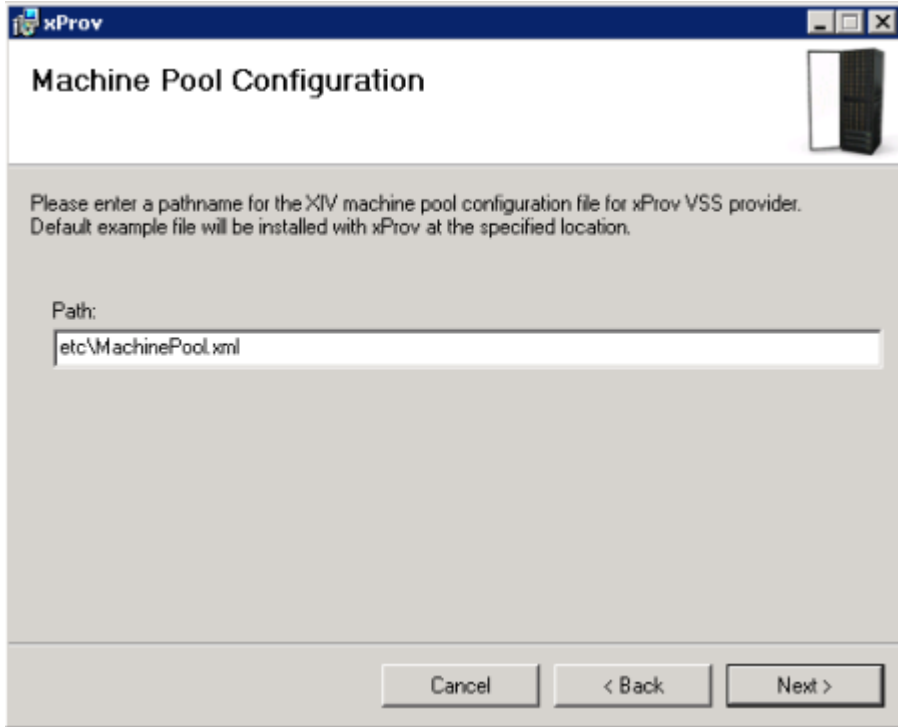 xProv
Machine Pool Configuration
Please enter a pathname for the XIV machine pool configuration file for xProv VSS provider.
Default example file will be installed with xProv at the specified location.
Path:
etc\MachinePool.xml
Cancel
< Back
Next >